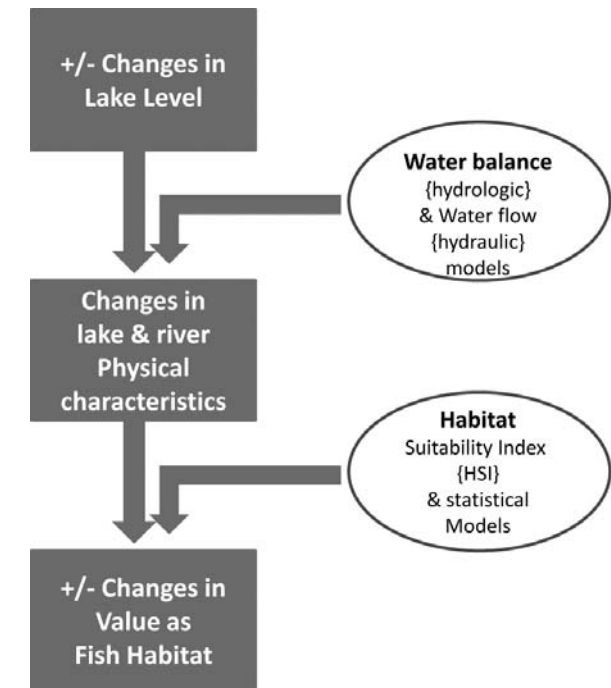 +/- Changes in
Lake Level
Water balance
{hydrologic}
& Water flow
{hydraulic}
models
Changes in
lake & river
Physical
characteristics
Habitat
Suitability Index
{HSI}
& statistical
Models
+/- Changes in
Value as
Fish Habitat